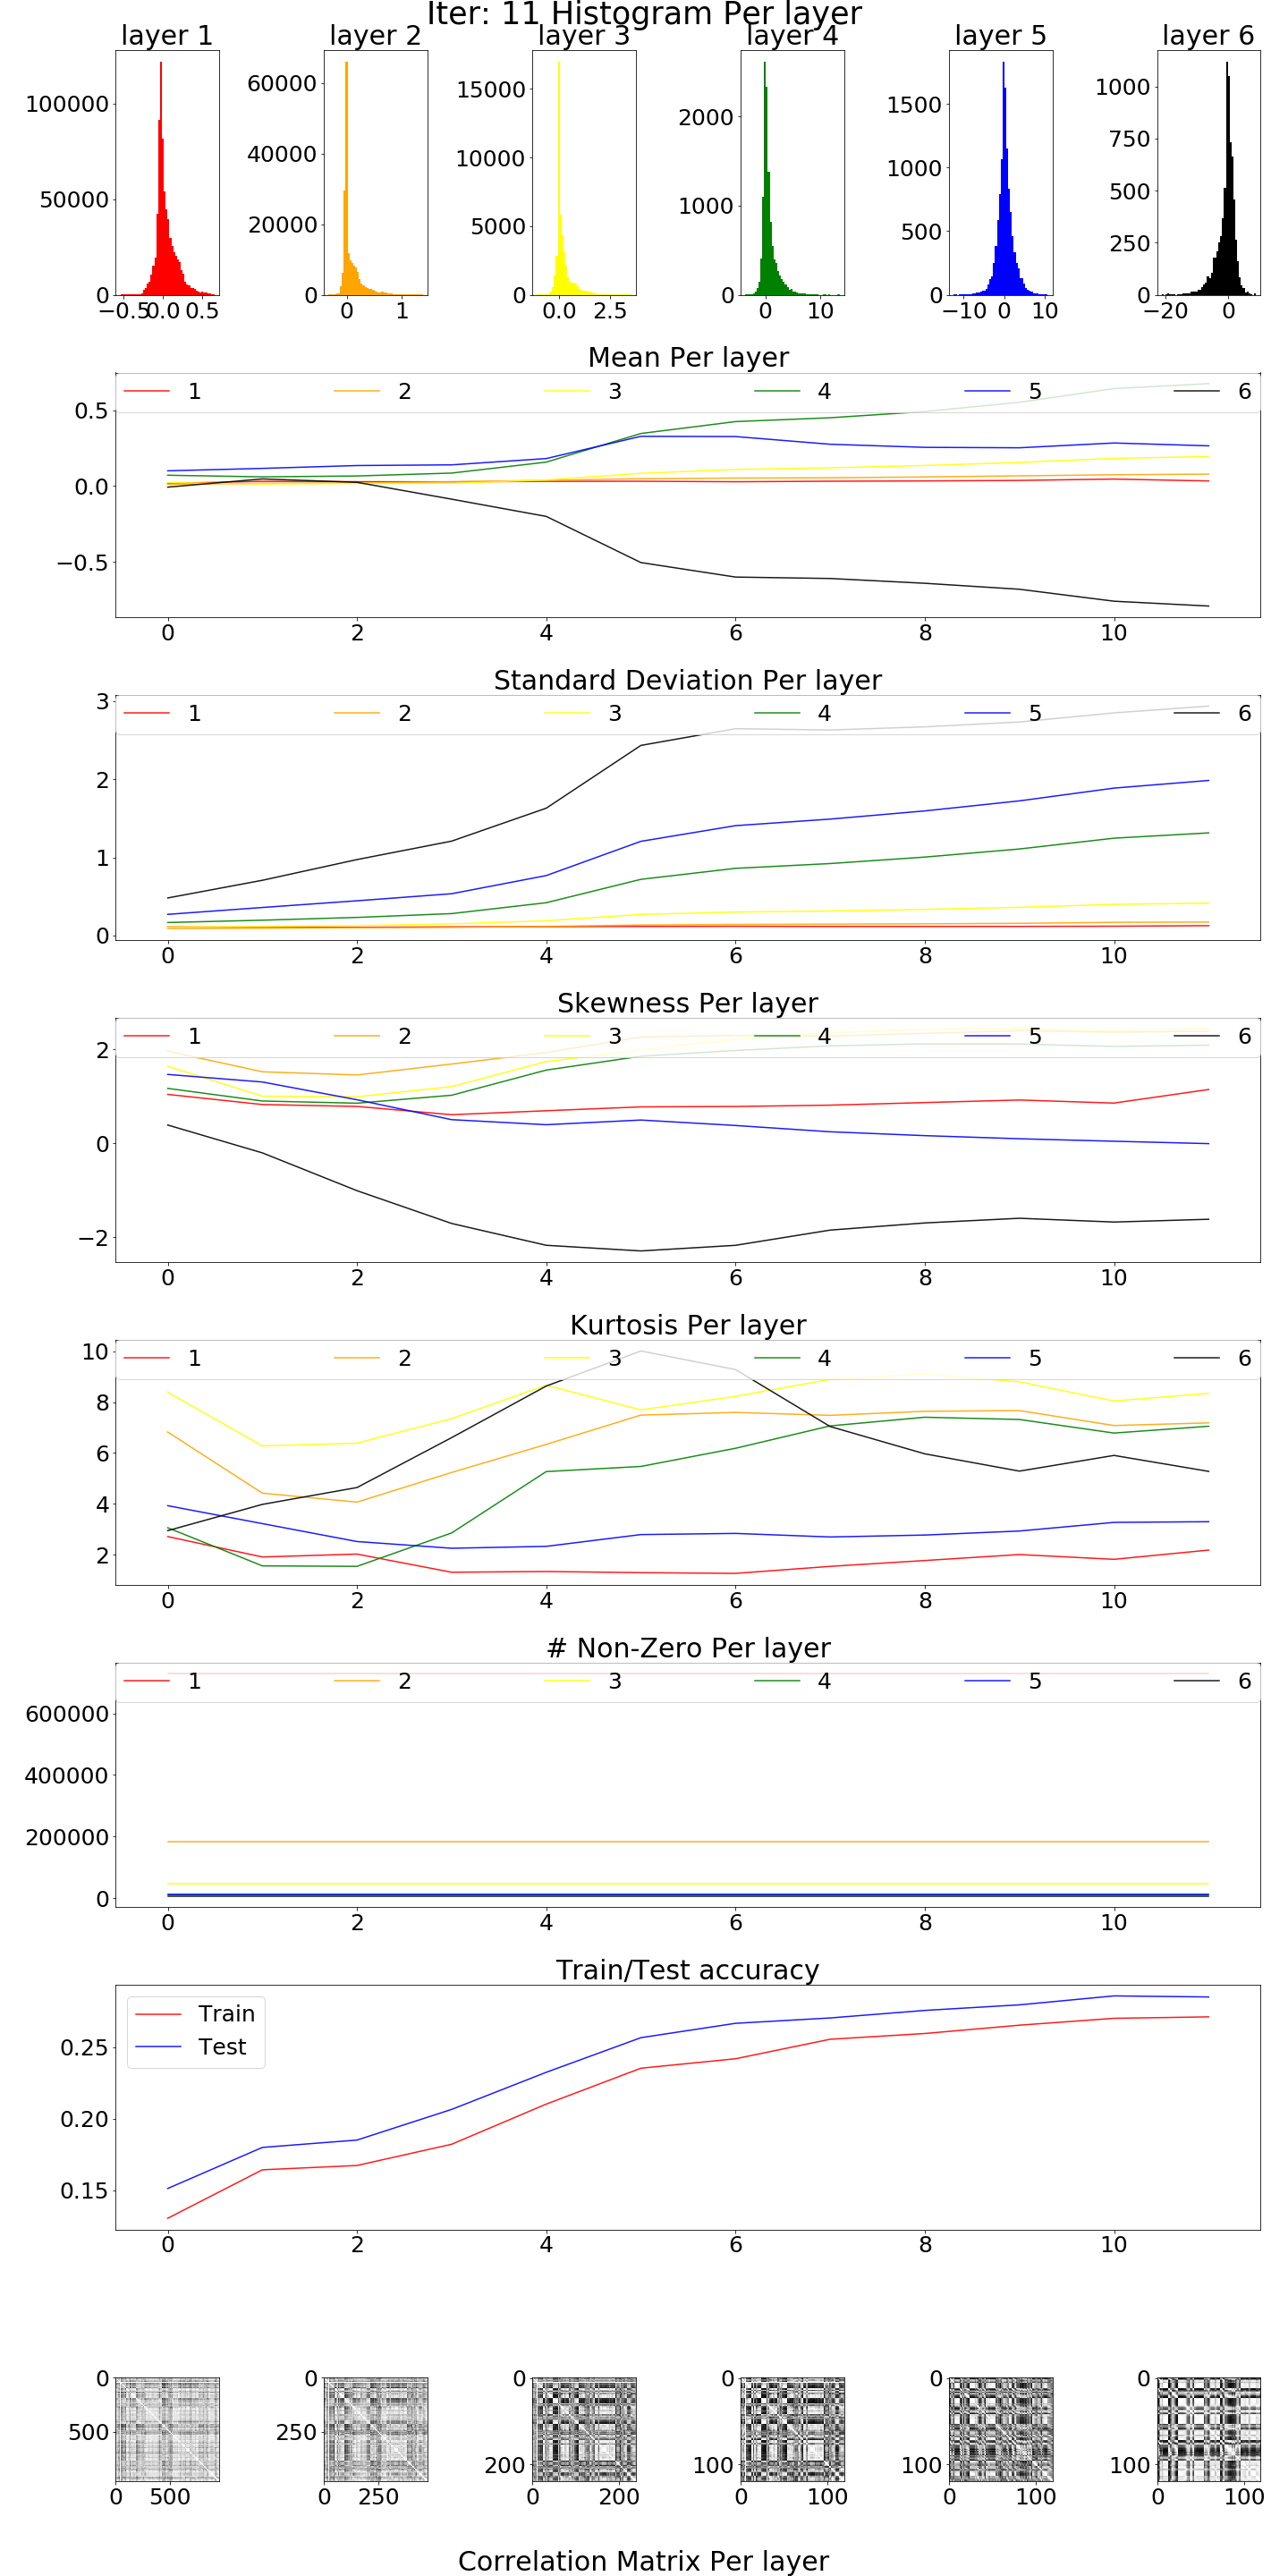 Iter: 11 Histogram Per layer
layer 1 layer 2 layer 3 layer 4 layer 5 layer 6
100000 50000 0
60000 40000 20000 0
15000 10000 5000 0
2000 1000 0
1500 1000 500 0
1000 750 500 250 0
−0.5 0.0 0.5 0 1 0.0 2.5 0 10 −10 0 10 −20 0
Mean Per layer
1 2 3 4 5 6
0.5
0.0
−0.5
0 2 4 6 8 10
Standard Deviation Per layer
3
1 2 3 4 5 6
2
1
0
0 2 4 6 8 10
Skewness Per layer
1 2 3 4 5 6
2
0
−2
0 2 4 6 8 10
Kurtosis Per layer
10
1 2 3 4 5 6
8
6
4
2
0 2 4 6 8 10
# Non-Zero Per layer
1 2 3 4 5 6
600000
400000
200000
0
0 2 4 6 8 10
Train/Test accuracy
Train
Test
0.25
0.20
0.15
0 2 4 6 8 10
0 0 0 0 0 0
500 250 200 100 100 100
0 500 0 250 0 200 0 100 0 100 0 100
Correlation Matrix Per layer